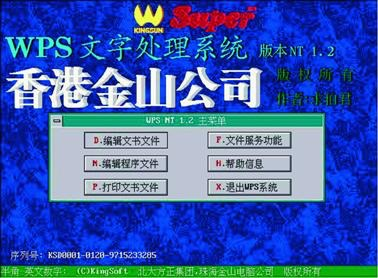 KINGSUN Super
WPS 文字处理系统 版本NT 1.2
香港金山公司 版权所有
作者:求伯君
WPS NT 1.2 主菜单
D.编辑文书文件 F.文件服务功能
N.编辑程序文件 H.帮助信息
P.打印文书文件 X.退出WPS系统
序列号: KSD0001-0120-9715233205
半角 英文数字: (C)KingSoft 北大方正集团,珠海金山电脑公司 版权所有